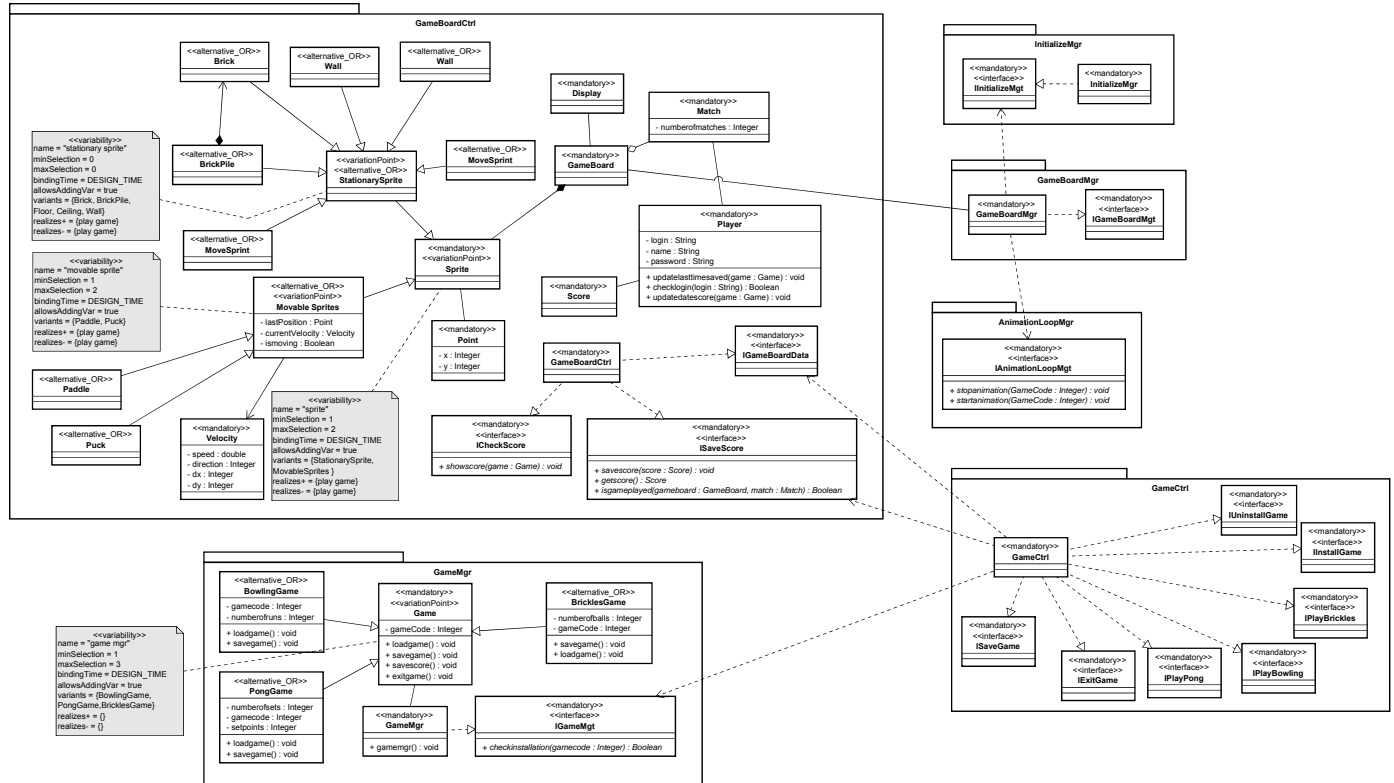 GameBoardCtrl
<<alternative_OR>>
Brick
<<alternative_OR>>
Wall
<<alternative_OR>>
Wall
<<mandatory>>
Display
<<mandatory>>
Match
- numberofmatches : Integer
<<variability>>
name = "stationary sprite"
minSelection = 0
maxSelection = 0
bindingTime = DESIGN_TIME
allowsAddingVar = true
variants = {Brick, BrickPile,
Floor, Ceiling, Wall}
realizes+ = {play game}
realizes- = {play game}
<<alternative_OR>>
BrickPile
<<variationPoint>>
<<alternative_OR>>
StationarySprite
<<alternative_OR>>
MoveSprint
<<mandatory>>
GameBoard
<<alternative_OR>>
MoveSprint
<<mandatory>>
<<variationPoint>>
Sprite
<<mandatory>>
Player
- login : String
- name : String
- password : String
+ updatelasttimesaved(game : Game) : void
+ checklogin(login : String) : Boolean
+ updatedatescore(game : Game) : void
<<mandatory>>
Score
<<variability>>
name = "movable sprite"
minSelection = 1
maxSelection = 2
bindingTime = DESIGN_TIME
allowsAddingVar = true
variants = {Paddle, Puck}
realizes+ = {play game}
realizes- = {play game}
<<alternative_OR>>
<<variationPoint>>
Movable Sprites
- lastPosition : Point
- currentVelocity : Velocity
- ismoving : Boolean
<<mandatory>>
Point
- x : Integer
- y : Integer
<<mandatory>>
GameBoardCtrl
<<mandatory>>
<<interface>>
IGameBoardData
<<alternative_OR>>
Paddle
<<alternative_OR>>
Puck
<<mandatory>>
Velocity
- speed : double
- direction : Integer
- dx : Integer
- dy : Integer
<<variability>>
name = "sprite"
minSelection = 1
maxSelection = 2
bindingTime = DESIGN_TIME
allowsAddingVar = true
variants = {StationarySprite,
MovableSprites }
realizes+ = {play game}
realizes- = {play game}
<<mandatory>>
<<interface>>
ICheckScore
+ showscore(game : Game) : void
<<mandatory>>
<<interface>>
ISaveScore
+ savescore(score : Score) : void
+ getscore() : Score
+ isgameplayed(gameboard : GameBoard, match : Match) : Boolean
InitializeMgr
<<mandatory>>
<<interface>>
IInitializeMgt
<<mandatory>>
InitializeMgr
GameBoardMgr
<<mandatory>>
GameBoardMgr
<<mandatory>>
<<interface>>
IGameBoardMgt
AnimationLoopMgr
<<mandatory>>
<<interface>>
IAnimationLoopMgt
+ stopanimation(GameCode : Integer) : void
+ startanimation(GameCode : Integer) : void
GameCtrl
<<mandatory>>
<<interface>>
IUninstallGame
<<mandatory>>
<<interface>>
IInstallGame
<<mandatory>>
GameCtrl
<<mandatory>>
<<interface>>
IPlayBrickles
<<mandatory>>
<<interface>>
ISaveGame
<<mandatory>>
<<interface>>
IExitGame
<<mandatory>>
<<interface>>
IPlayPong
<<mandatory>>
<<interface>>
IPlayBowling
GameMgr
<<alternative_OR>>
BowlingGame
- gamecode : Integer
- numberofruns : Integer
+ loadgame() : void
+ savegame() : void
<<mandatory>>
<<variationPoint>>
Game
- gameCode : Integer
+ loadgame() : void
+ savegame() : void
+ savescore() : void
+ exitgame() : void
<<alternative_OR>>
BricklesGame
- numberofballs : Integer
- gameCode : Integer
+ savegame() : void
+ loadgame() : void
<<variability>>
name = "game mgr"
minSelection = 1
maxSelection = 3
bindingTime = DESIGN_TIME
allowsAddingVar = true
variants = {BowlingGame,
PongGame,BricklesGame}
realizes+ = {}
realizes- = {}
<<alternative_OR>>
PongGame
- numberofsets : Integer
- gamecode : Integer
- setpoints : Integer
+ loadgame() : void
+ savegame() : void
<<mandatory>>
GameMgr
+ gamemgr() : void
<<mandatory>>
<<interface>>
IGameMgt
+ checkinstallation(gamecode : Integer) : Boolean